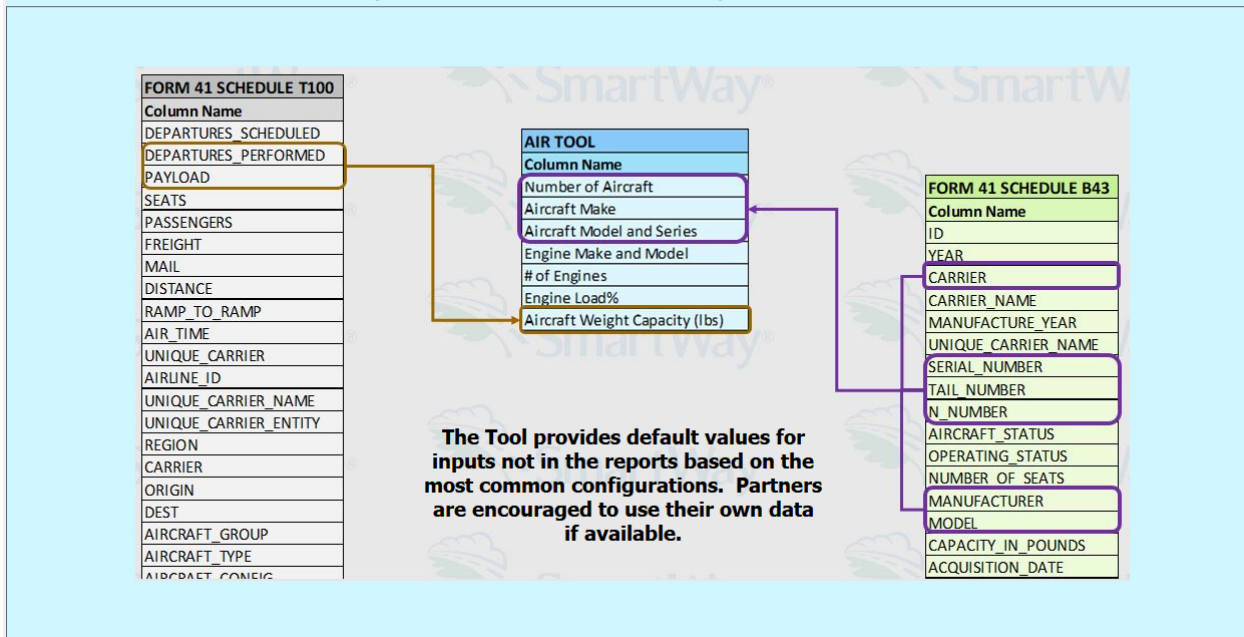 FORM 41 SCHEDULE T100
Column Name
DEPARTURES_SCHEDULED
DEPARTURES_PERFORMED
PAYLOAD
SEATS
PASSENGERS
FREIGHT
MAIL
DISTANCE
RAMP_TO_RAMP
AIR_TIME
UNIQUE_CARRIER
AIRLINE_ID
UNIQUE_CARRIER_NAME
UNIQUE_CARRIER_ENTITY
REGION
CARRIER
ORIGIN
DEST
AIRCRAFT_GROUP
AIRCRAFT_TYPE
AIRCRAFT_CONFIG
SmartWay®
SmartW
AIR TOOL
Column Name
Number of Aircraft
Aircraft Make
Aircraft Model and Series
Engine Make and Model
# of Engines
Engine Load%
Aircraft Weight Capacity (lbs)
SmartWay®
The Tool provides default values for
inputs not in the reports based on the
most common configurations.  Partners
are encouraged to use their own data
if available.
FORM 41 SCHEDULE B43
Column Name
ID
YEAR
CARRIER
CARRIER_NAME
MANUFACTURE_YEAR
UNIQUE_CARRIER_NAME
SERIAL_NUMBER
TAIL_NUMBER
N_NUMBER
AIRCRAFT_STATUS
OPERATING_STATUS
NUMBER_OF_SEATS
MANUFACTURER
MODEL
CAPACITY_IN_POUNDS
ACQUISITION_DATE